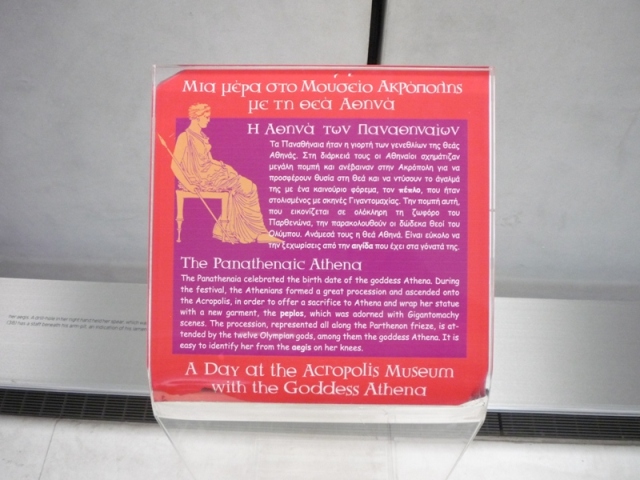 Μια μέρα στο Μουσείο Ακρόπολης
με τη θεά Αθηνά
Η Αθηνά των Παναθηναίων
Τα Παναθήναια ήταν η γιορτή των γενεθλίων της θεάς
Αθηνάς. Στη διάρκειά τους οι Αθηναίοι σχημάτιζαν
μεγάλη πομπή και ανέβαιναν στην Ακρόπολη για να
προσφέρουν θυσία στη θεά και να ντύσουν το άγαλμά
της με ένα καινούριο φόρεμα, τον πέπλο, που ήταν
στολισμένος με σκηνές Γιγαντομαχίας. Την πομπή αυτή,
που εικονίζεται σε ολόκληρη τη ζωφόρο του
Παρθενώνα, την παρακολουθούν οι δώδεκα θεοί του
Ολύμπου. Ανάμεσά τους η θεά Αθηνά. Είναι εύκολο να
την ξεχωρίσεις από την αιγίδα που έχει στα γόνατά της.
The Panathenaic Athena
The Panathenaia celebrated the birth date of the goddess Athena. During
the festival, the Athenians formed a great procession and ascended onto
the Acropolis, in order to offer a sacrifice to Athena and wrap her statue
with a new garment, the peplos, which was adorned with Gigantomachy
scenes. The procession, represented all along the Parthenon frieze, is at-
tended by the twelve Olympian gods, among them the goddess Athena. It is
easy to identify her from the aegis on her knees.
A Day at the Acropolis Museum
with the Goddess Athena